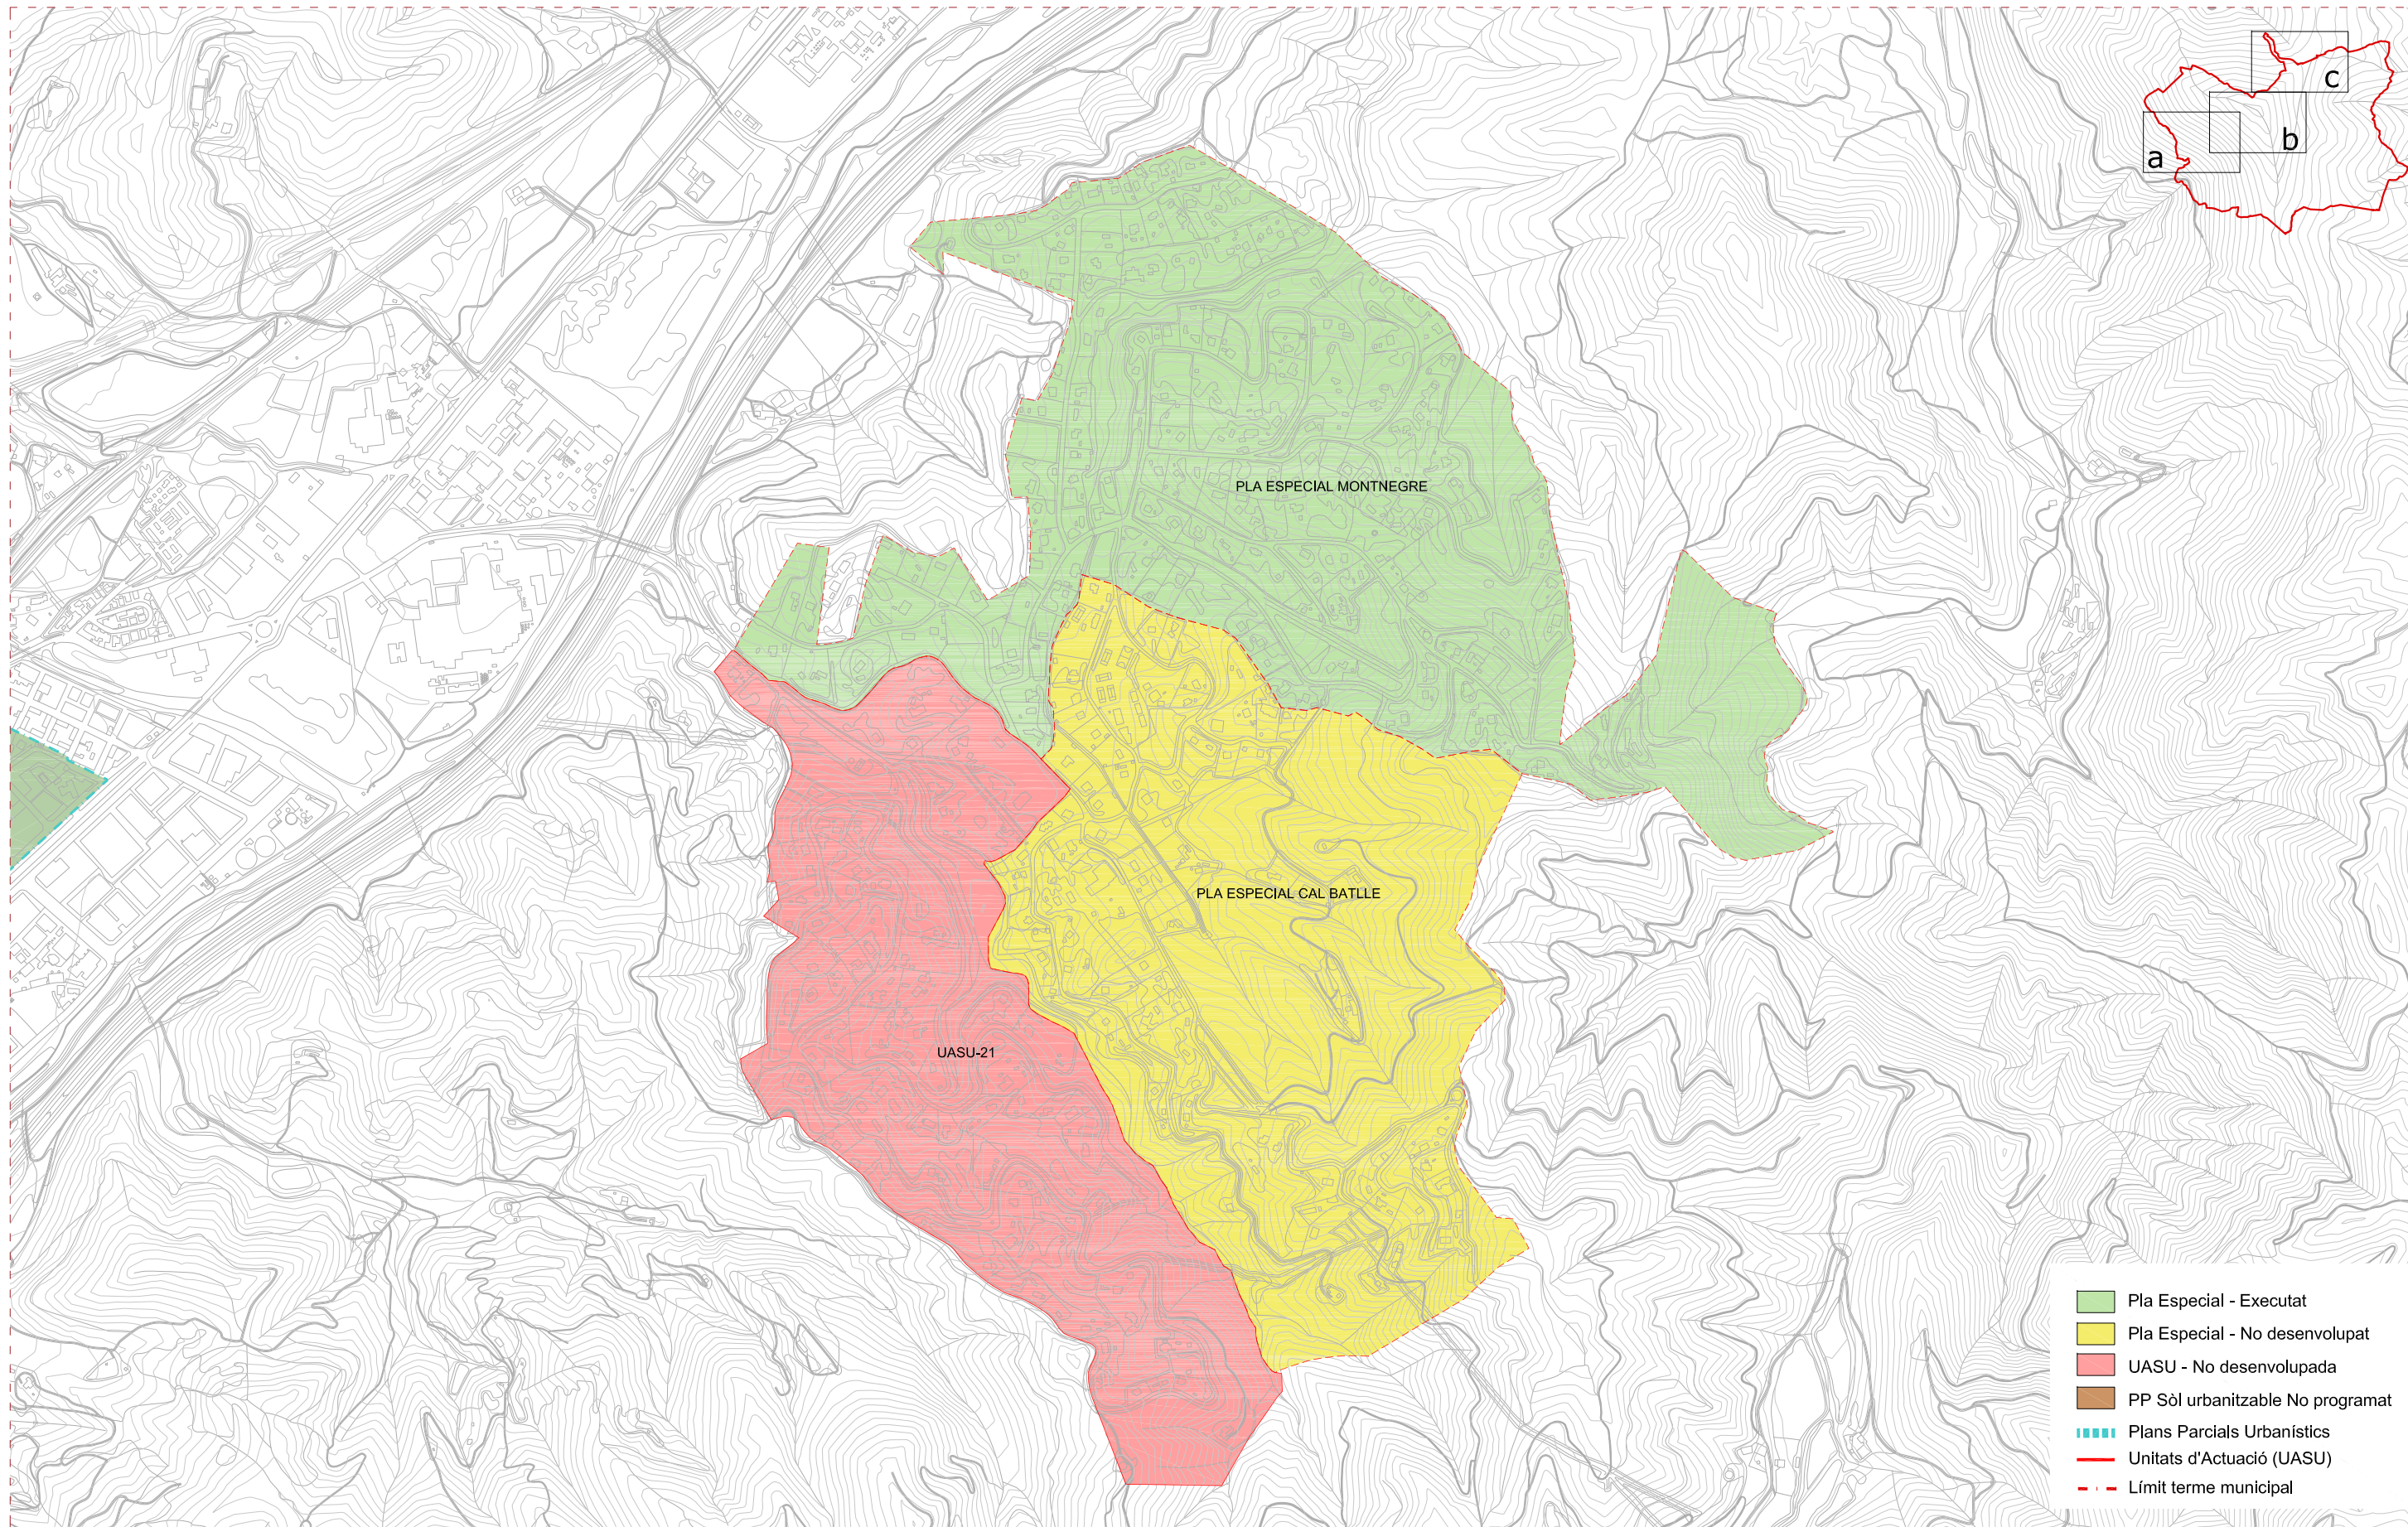 c
b
a
PLA ESPECIAL MONTNEGRE
PLA ESPECIAL CAL BATLLE
UASU-21
Pla Especial - Executat
Pla Especial - No desenvolupat
UASU - No desenvolupada
PP Sòl urbanitzable No programat
Plans Parcials Urbanístics
Unitats d'Actuació (UASU)
Límit terme municipal